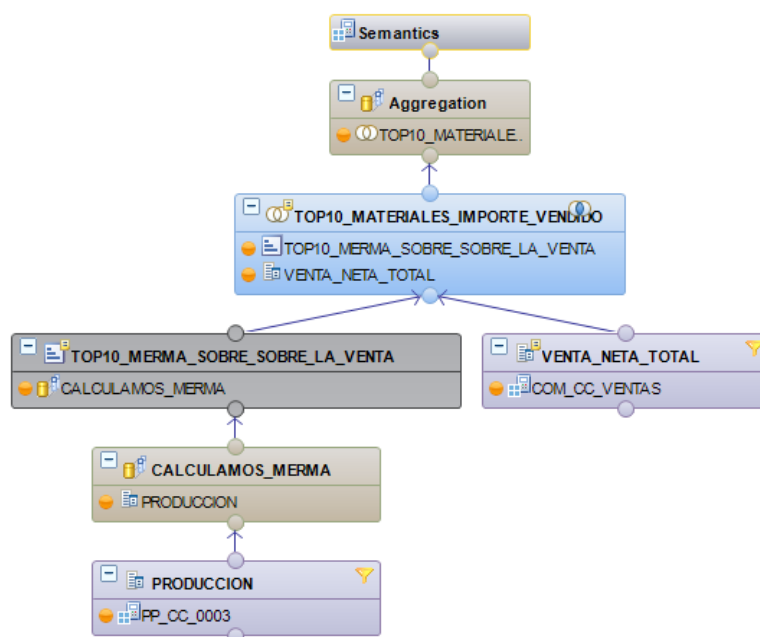 Semantics
Aggregation
TOP10_MATERIALE..
TOP10_MATERIALES_IMPORTE_VENDIDO
TOP10_MERMA_SOBRE_SOBRE_LA_VENTA
VENTA_NETA_TOTAL
TOP10_MERMA_SOBRE_SOBRE_LA_VENTA
CALCULAMOS_MERMA
VENTA_NETA_TOTAL
COM_CC_VENTAS
CALCULAMOS_MERMA
PRODUCCION
PRODUCCION
PP_CC_0003